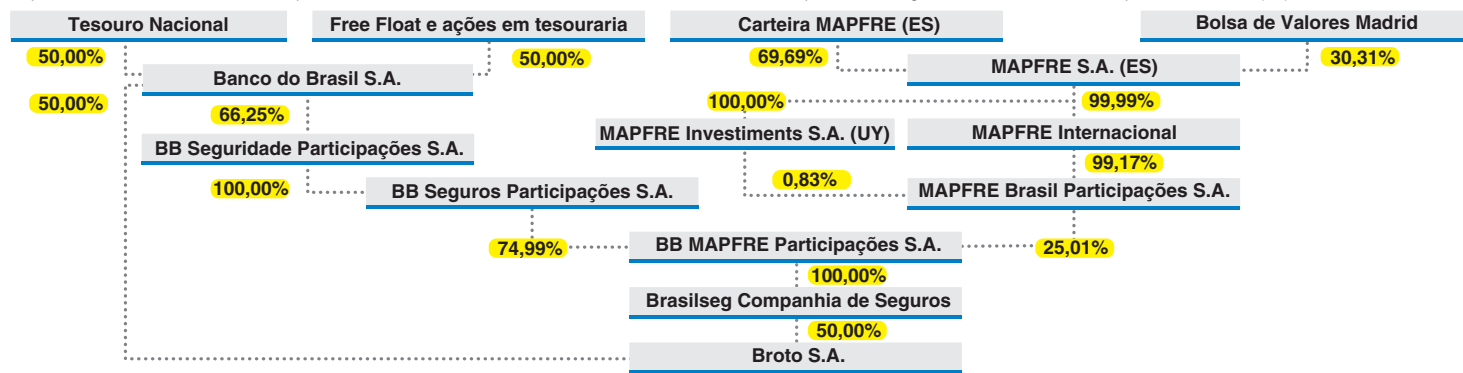 Tesouro Nacional
Free Float e ações em tesouraria
Carteira MAPFRE (ES)
Bolsa de Valores Madrid
50,00%
50,00%
69,69%
30,31%
Banco do Brasil S.A.
MAPFRE S.A. (ES)
50,00%
66,25%
100,00%
99,99%
BB Seguridade Participações S.A.
MAPFRE Investiments S.A. (UY)
MAPFRE Internacional
99,17%
100,00%
0,83%
BB Seguros Participações S.A.
MAPFRE Brasil Participações S.A.
74,99%
BB MAPFRE Participações S.A.
25,01%
100,00%
Brasilseg Companhia de Seguros
50,00%
Broto S.A.